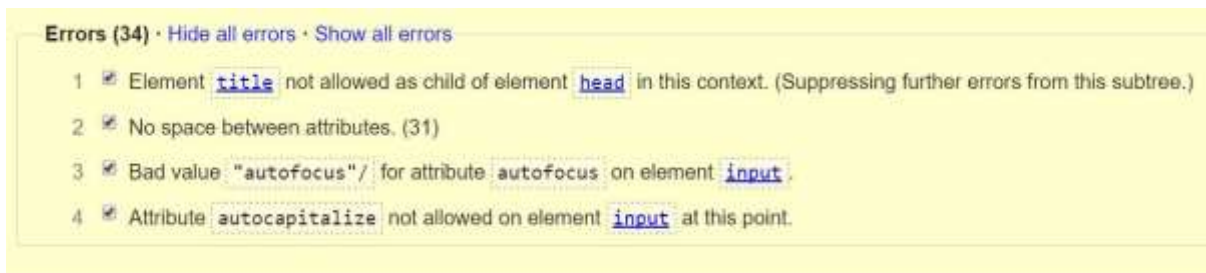 Errors (34) · Hide all errors · Show all errors
1 Element title not allowed as child of element head in this context. (Suppressing further errors from this subtree.)
2 No space between attributes. (31)
3 Bad value "autofocus"/ for attribute autofocus on element input.
4 Attribute autocapitalize not allowed on element input at this point.